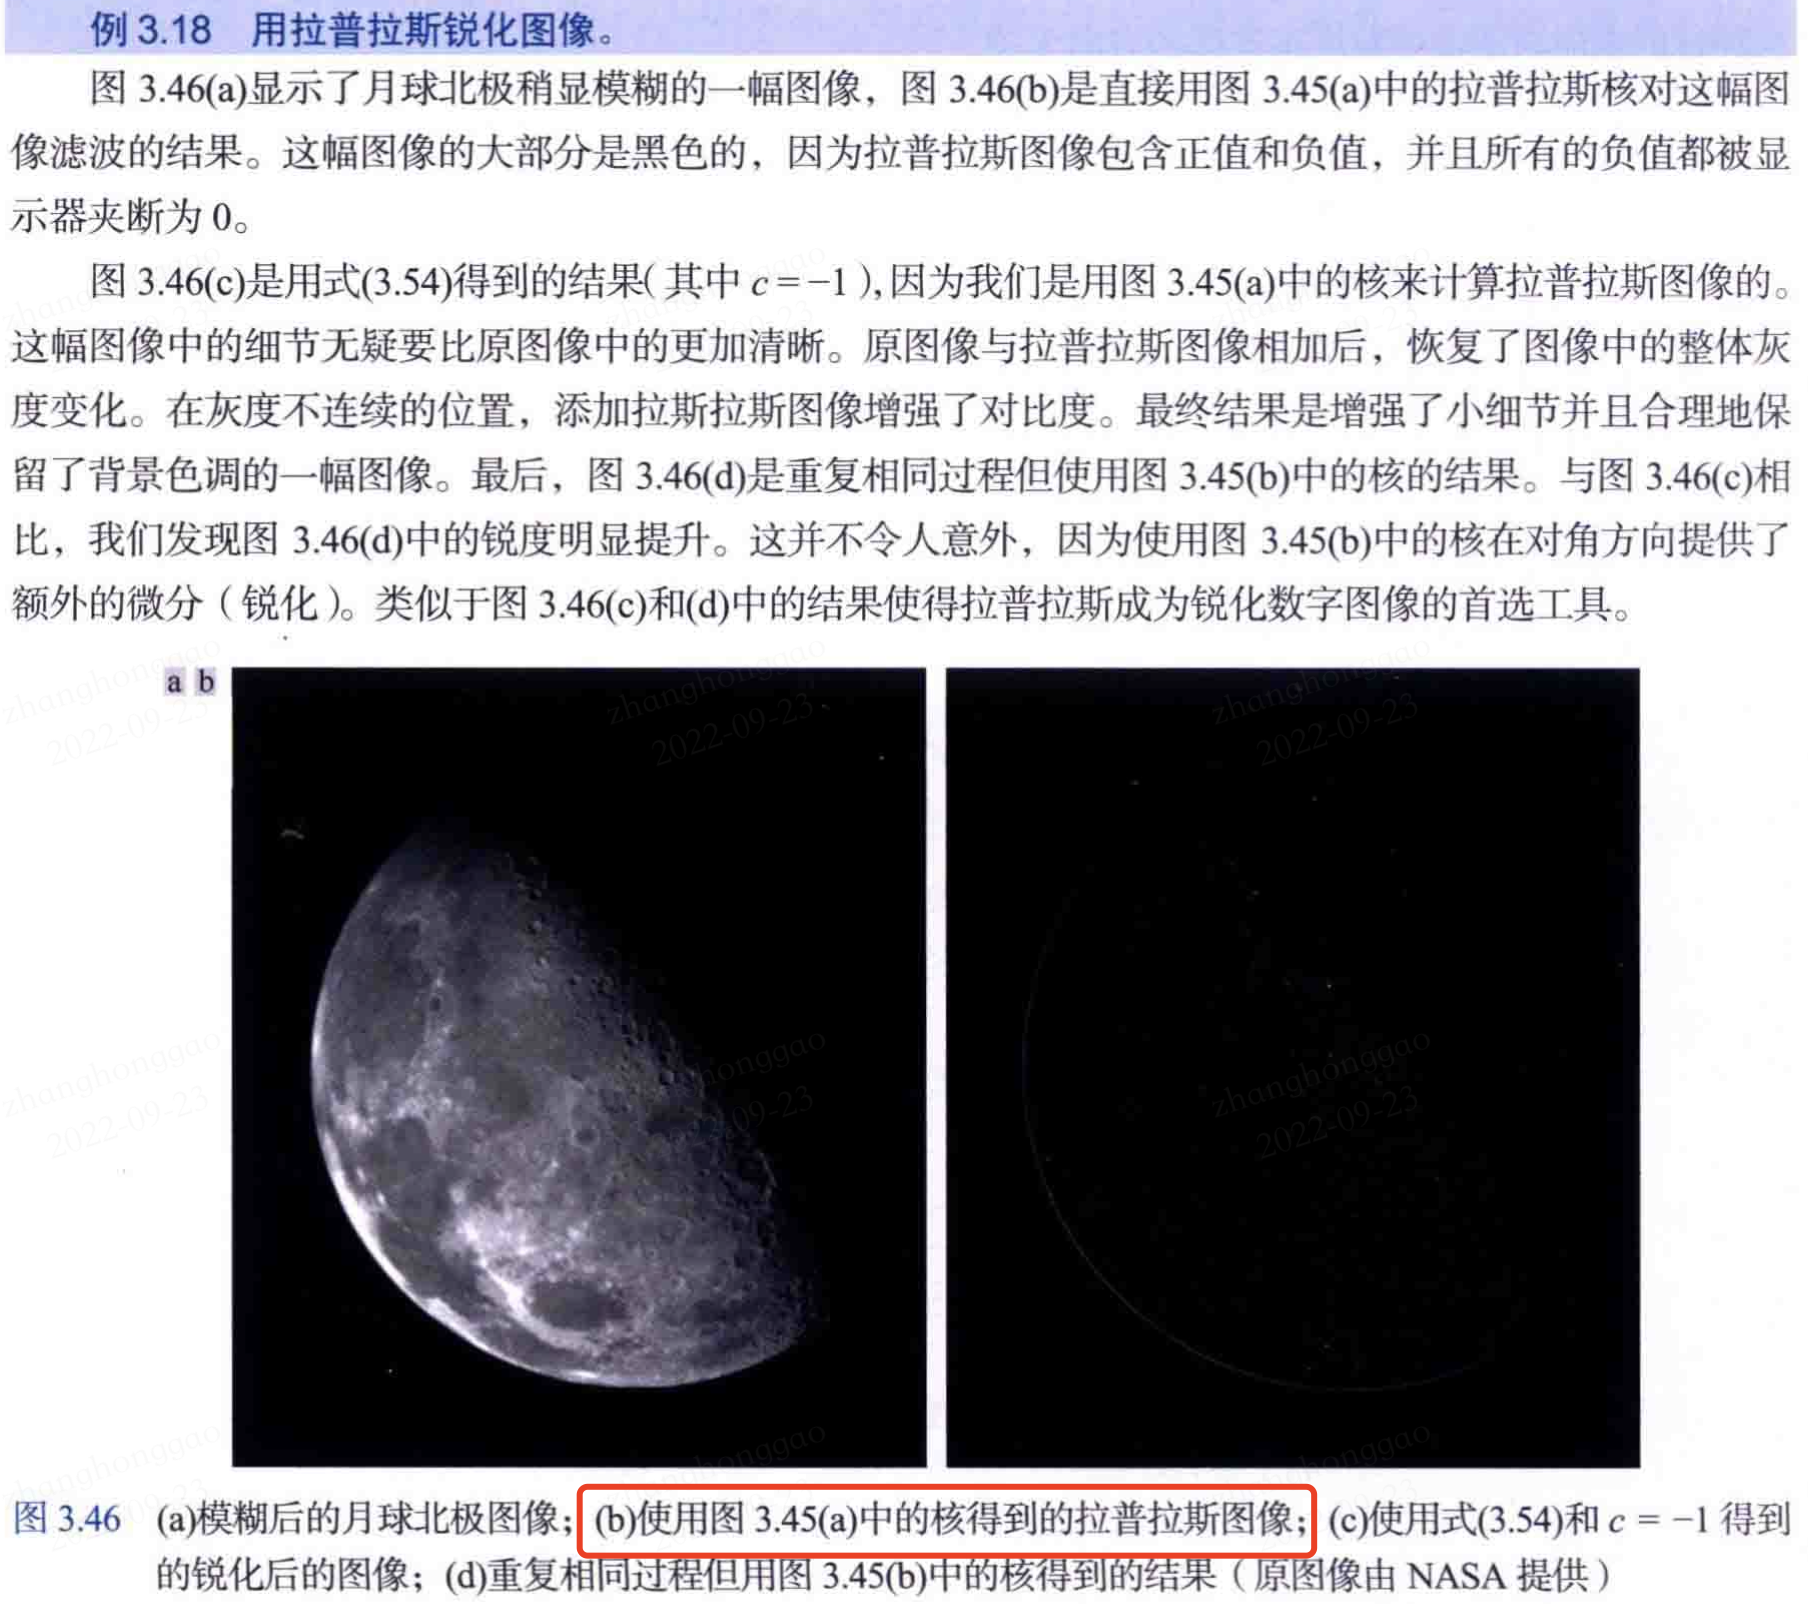 例 3.18 用拉普拉斯锐化图像。
图 3.46(a)显示了月球北极稍显模糊的一幅图像，图 3.46(b)是直接用图 3.45(a)中的拉普拉斯核对这幅图
像滤波的结果。这幅图像的大部分是黑色的，因为拉普拉斯图像包含正值和负值，并且所有的负值都被显
示器夹断为 0。
图 3.46(c)是用式(3.54)得到的结果（其中 c = −1），因为我们是用图 3.45(a)中的核来计算拉普拉斯图像的。
这幅图像中的细节无疑要比原图像中的更加清晰。原图像与拉普拉斯图像相加后，恢复了图像中的整体灰
度变化。在灰度不连续的位置，添加拉斯拉斯图像增强了对比度。最终结果是增强了小细节并且合理地保
留了背景色调的一幅图像。最后，图 3.46(d)是重复相同过程但使用图 3.45(b)中的核的结果。与图 3.46(c)相
比，我们发现图 3.46(d)中的锐度明显提升。这并不令人意外，因为使用图 3.45(b)中的核在对角方向提供了
额外的微分（锐化）。类似于图 3.46(c)和(d)中的结果使得拉普拉斯成为锐化数字图像的首选工具。
a b
图 3.46 (a)模糊后的月球北极图像；(b)使用图 3.45(a)中的核得到的拉普拉斯图像；(c)使用式(3.54)和 c = −1 得到
的锐化后的图像；(d)重复相同过程但用图 3.45(b)中的核得到的结果（原图像由 NASA 提供）
zhanghonggao
2022-09-23
zhanghonggao
2022-09-23
zhanghonggao
2022-09-23
zhanghonggao
2022-09-23
zhanghonggao
2022-09-23